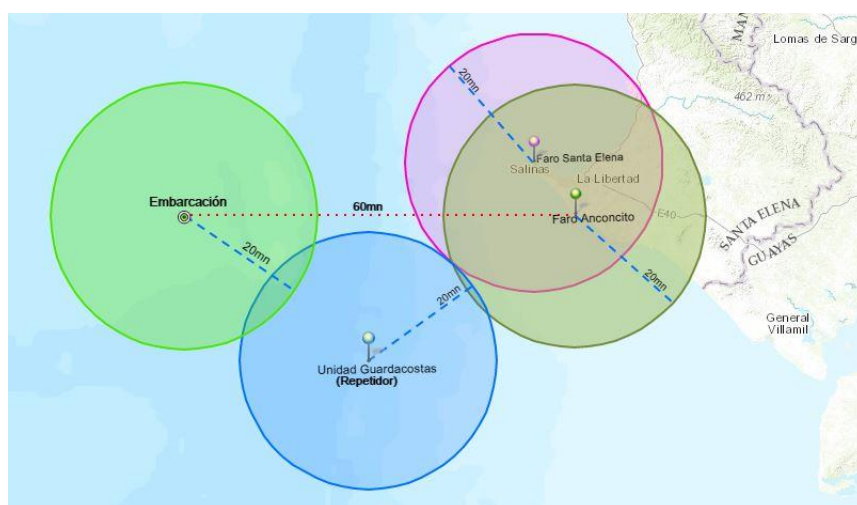 MAN
Lomas de Sarg
20mn
462 m
Faro Santa Elena
Salinas
La Libertad
Embarcación
60mn
Faro Anconcito
E40
SANTA ELENA
GUAYAS
20mn
20mn
20mn
General
Villamil
Unidad Guardacostas
(Repetidor)